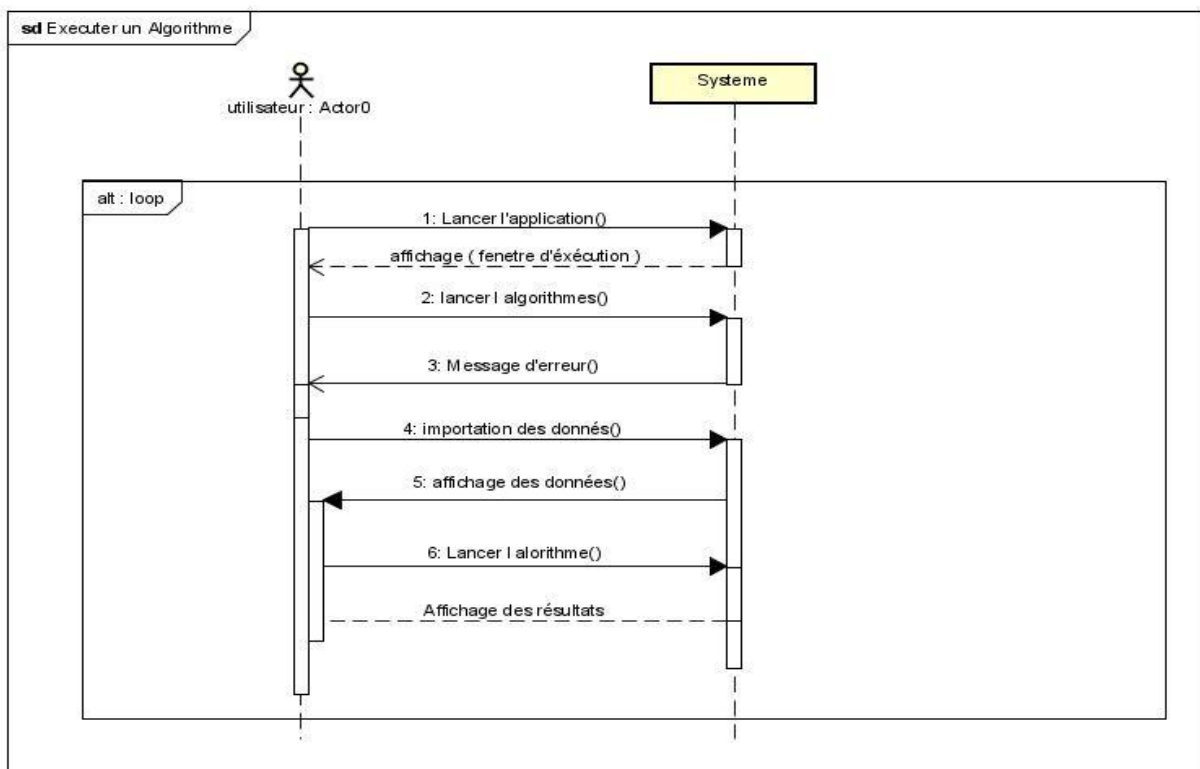 sd Executer un Algorithme
utilisateur : Actor0
Systeme
alt : loop
1: Lancer l'application()
affichage ( fenetre d'éxécution )
2: lancer l algorithmes()
3: Message d'erreur()
4: importation des donnés()
5: affichage des données()
6: Lancer l alorithme()
Affichage des résultats